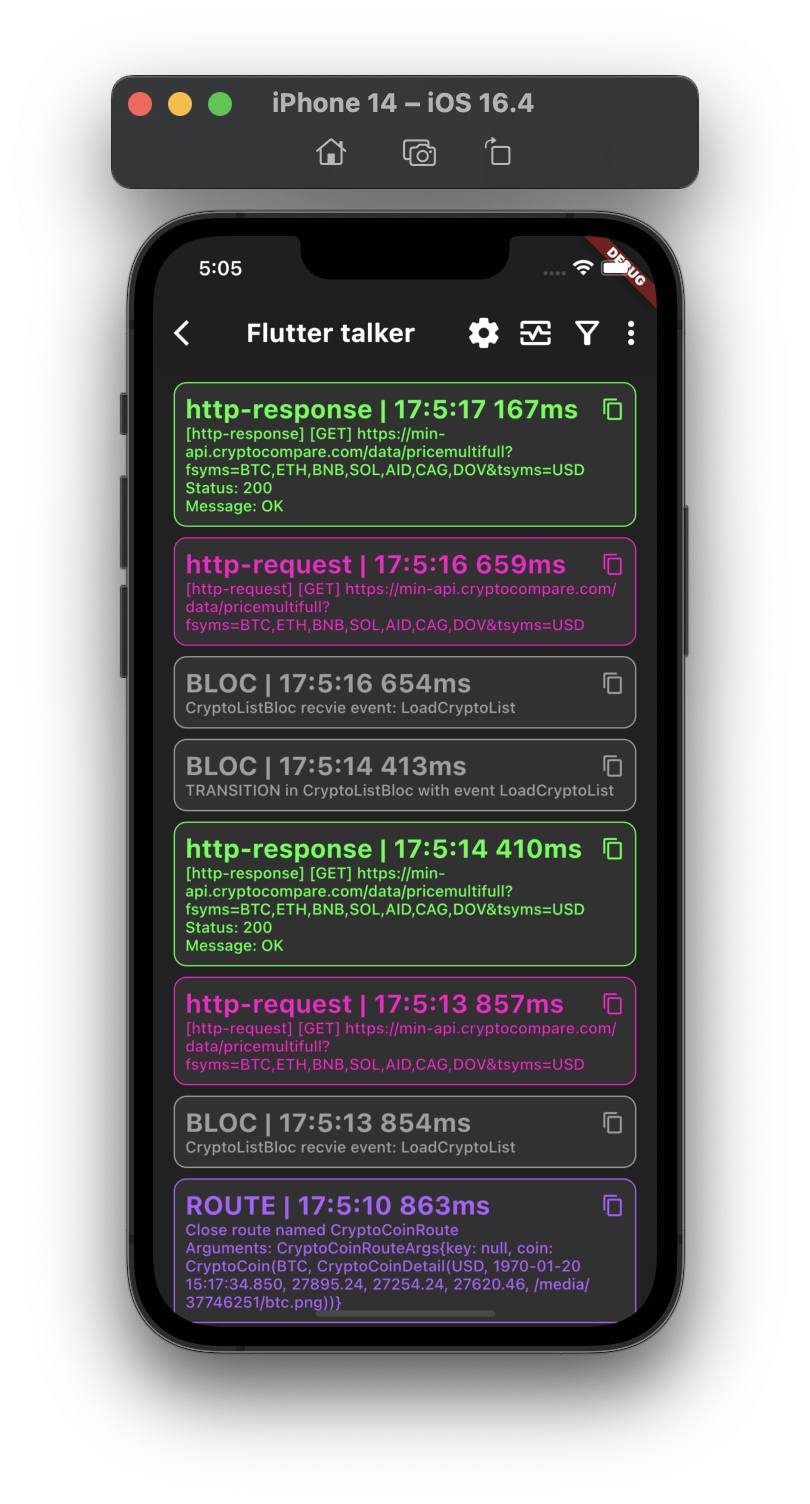 iPhone 14 – iOS 16.4
5:05
DEBUG
Flutter talker
http-response | 17:5:17 167ms
[http-response] [GET] https://min-
api.cryptocompare.com/data/pricemultifull?
fsyms=BTC,ETH,BNB,SOL,AID,CAG,DOV&tsyms=USD
Status: 200
Message: OK
http-request | 17:5:16 659ms
[http-request] [GET] https://min-api.cryptocompare.com/
data/pricemultifull?
fsyms=BTC,ETH,BNB,SOL,AID,CAG,DOV&tsyms=USD
BLOC | 17:5:16 654ms
CryptoListBloc recvie event: LoadCryptoList
BLOC | 17:5:14 413ms
TRANSITION in CryptoListBloc with event LoadCryptoList
http-response | 17:5:14 410ms
[http-response] [GET] https://min-
api.cryptocompare.com/data/pricemultifull?
fsyms=BTC,ETH,BNB,SOL,AID,CAG,DOV&tsyms=USD
Status: 200
Message: OK
http-request | 17:5:13 857ms
[http-request] [GET] https://min-api.cryptocompare.com/
data/pricemultifull?
fsyms=BTC,ETH,BNB,SOL,AID,CAG,DOV&tsyms=USD
BLOC | 17:5:13 854ms
CryptoListBloc recvie event: LoadCryptoList
ROUTE | 17:5:10 863ms
Close route named CryptoCoinRoute
Arguments: CryptoCoinRouteArgs{key: null, coin:
CryptoCoin(BTC, CryptoCoinDetail(USD, 1970-01-20
15:17:34.850, 27895.24, 27254.24, 27620.46, /media/
37746251/btc.png))}